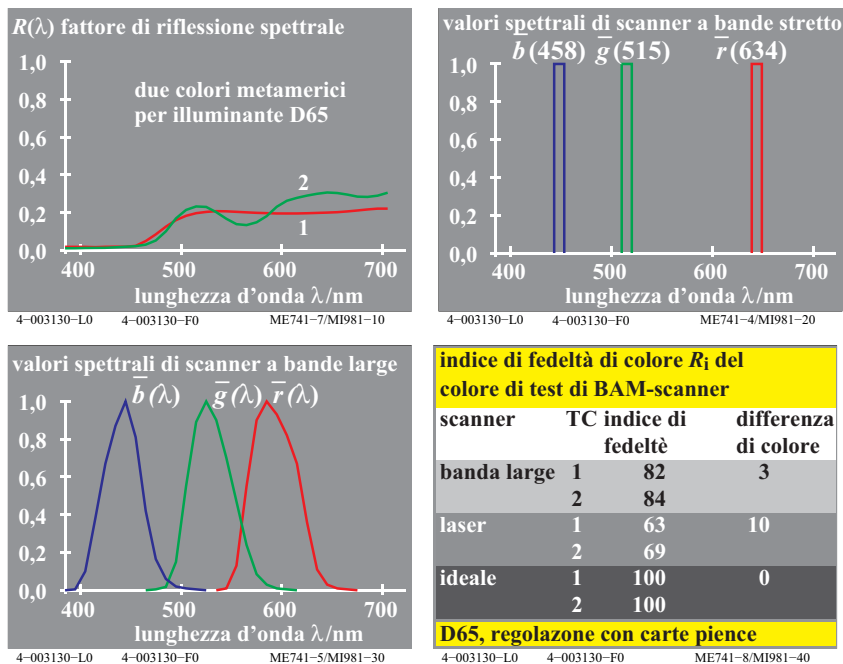 R(λ) fattore di riflessione spettrale
1,0
due colori metamerici
0,8
per illuminante D65
0,6
0,4
2
0,2
1
0,0
400 500 600 700
lunghezza d'onda λ/nm
4−003130−L0 4−003130−F0 ME741−7/MI981−10
valori spettrali di scanner a bande stretto
b̅(458) g̅(515) r̅(634)
1,0
0,8
0,6
0,4
0,2
0,0
400 500 600 700
lunghezza d'onda λ/nm
4−003130−L0 4−003130−F0 ME741−4/MI981−20
valori spettrali di scanner a bande large
b̅(λ) g̅(λ) r̅(λ)
1,0
0,8
0,6
0,4
0,2
0,0
400 500 600 700
lunghezza d'onda λ/nm
4−003130−L0 4−003130−F0 ME741−5/MI981−30
indice di fedeltà di colore Ri del
colore di test di BAM-scanner
scanner TC indice di differenza
fedeltè di colore
banda large 1 82 3
2 84
laser 1 63 10
2 69
ideale 1 100 0
2 100
D65, regolazone con carte pience
4−003130−L0 4−003130−F0 ME741−8/MI981−40